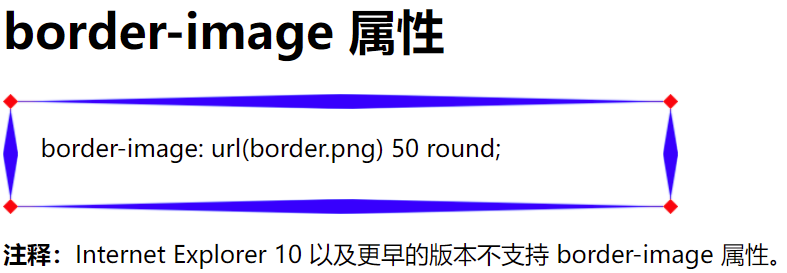 border-image 属性
border-image: url(border.png) 50 round;
注释：Internet Explorer 10 以及更早的版本不支持 border-image 属性。